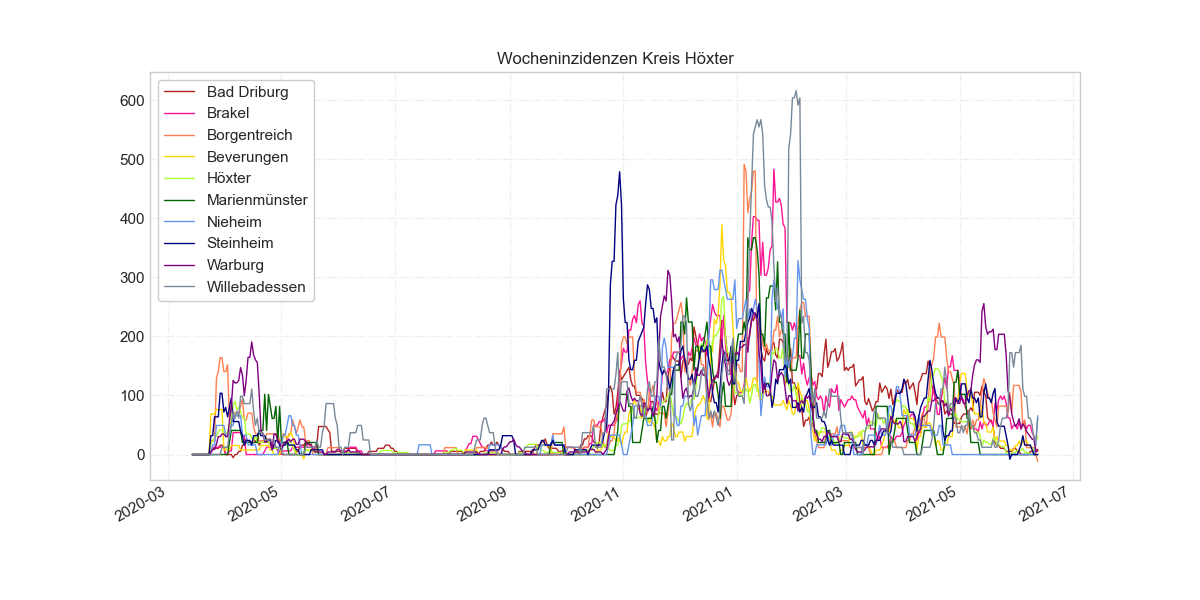 Wocheninzidenzen Kreis Höxter
Bad Driburg
Brakel
Borgentreich
Beverungen
Höxter
Marienmünster
Nieheim
Steinheim
Warburg
Willebadessen
600
500
400
300
200
100
0
2020-03
2020-05
2020-07
2020-09
2020-11
2021-01
2021-03
2021-05
2021-07